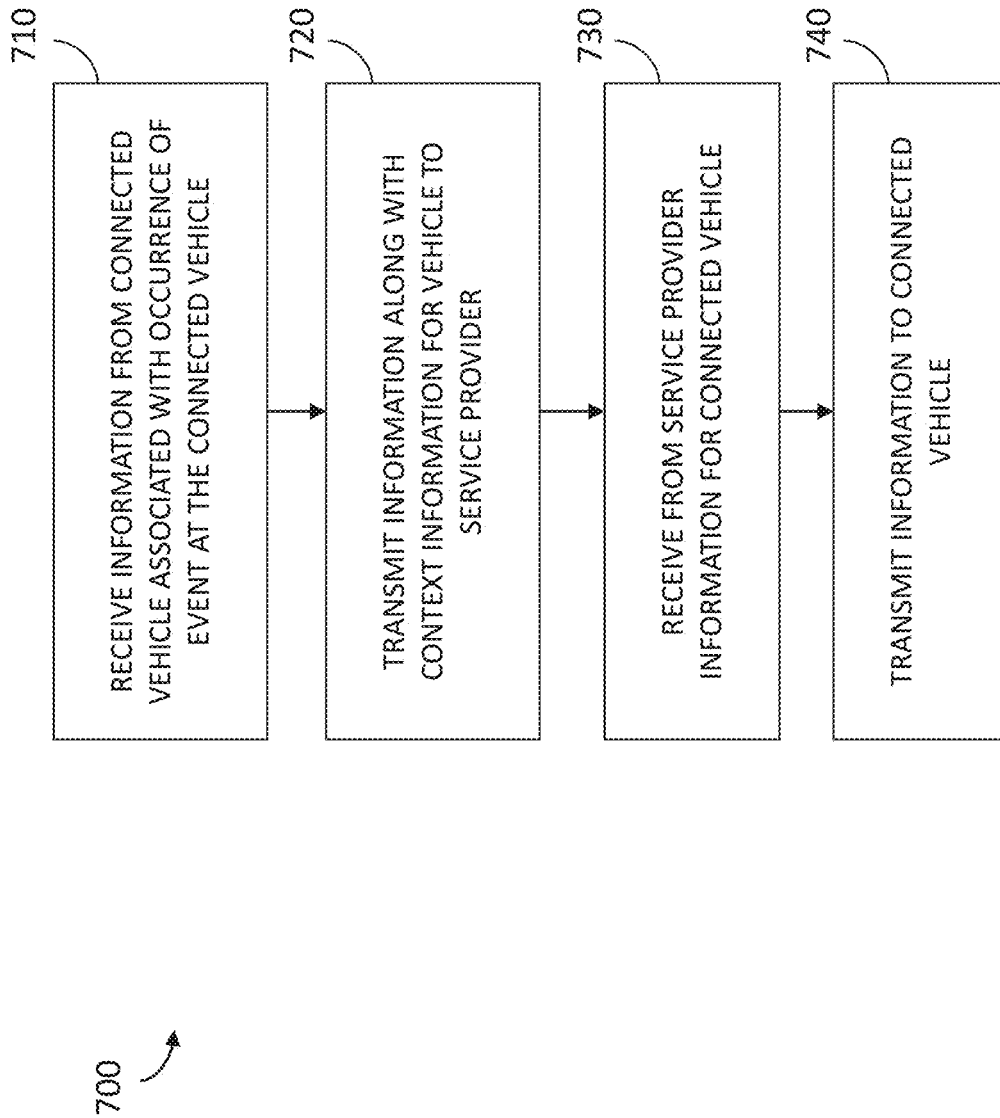 700
710
RECEIVE INFORMATION FROM CONNECTED
VEHICLE ASSOCIATED WITH OCCURRENCE OF
EVENT AT THE CONNECTED VEHICLE
720
TRANSMIT INFORMATION ALONG WITH
CONTEXT INFORMATION FOR VEHICLE TO
SERVICE PROVIDER
730
RECEIVE FROM SERVICE PROVIDER
INFORMATION FOR CONNECTED VEHICLE
740
TRANSMIT INFORMATION TO CONNECTED
VEHICLE